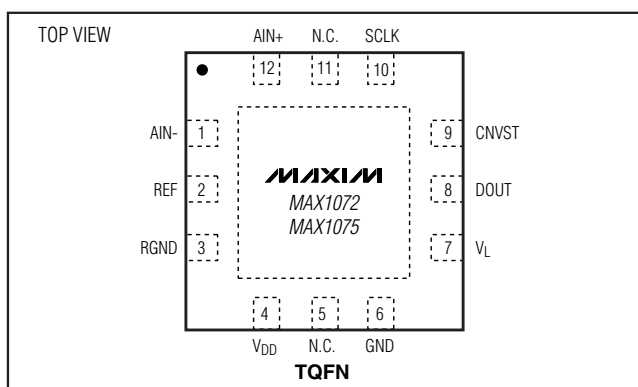 TOP VIEW
AIN+ N.C. SCLK
12 11 10
AIN- 1 9 CNVST
MAXIM
REF 2 MAX1072 8 DOUT
MAX1075
RGND 3 7 VL
4 5 6
VDD N.C. GND
TQFN